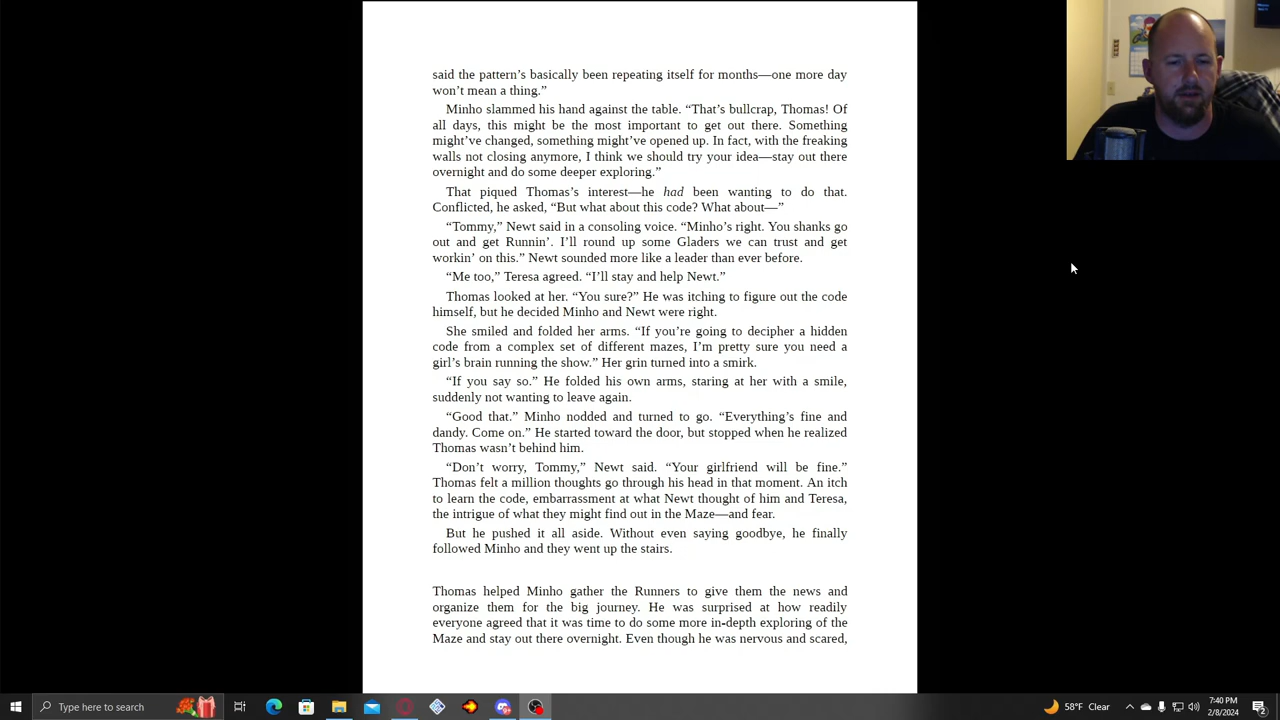 said the pattern’s basically been repeating itself for months—one more day
won’t mean a thing.”
Minho slammed his hand against the table. “That’s bullcrap, Thomas! Of
all days, this might be the most important to get out there. Something
might’ve changed, something might’ve opened up. In fact, with the freaking
walls not closing anymore, I think we should try your idea—stay out there
overnight and do some deeper exploring.”
That piqued Thomas’s interest—he had been wanting to do that.
Conflicted, he asked, “But what about this code? What about—”
“Tommy,” Newt said in a consoling voice. “Minho’s right. You shanks go
out and get Runnin’. I’ll round up some Gladers we can trust and get
workin’ on this.” Newt sounded more like a leader than ever before.
“Me too,” Teresa agreed. “I’ll stay and help Newt.”
Thomas looked at her. “You sure?” He was itching to figure out the code
himself, but he decided Minho and Newt were right.
She smiled and folded her arms. “If you’re going to decipher a hidden
code from a complex set of different mazes, I’m pretty sure you need a
girl’s brain running the show.” Her grin turned into a smirk.
“If you say so.” He folded his own arms, staring at her with a smile,
suddenly not wanting to leave again.
“Good that.” Minho nodded and turned to go. “Everything’s fine and
dandy. Come on.” He started toward the door, but stopped when he realized
Thomas wasn’t behind him.
“Don’t worry, Tommy,” Newt said. “Your girlfriend will be fine.”
Thomas felt a million thoughts go through his head in that moment. An itch
to learn the code, embarrassment at what Newt thought of him and Teresa,
the intrigue of what they might find out in the Maze—and fear.
But he pushed it all aside. Without even saying goodbye, he finally
followed Minho and they went up the stairs.
Thomas helped Minho gather the Runners to give them the news and
organize them for the big journey. He was surprised at how readily
everyone agreed that it was time to do some more in-depth exploring of the
Maze and stay out there overnight. Even though he was nervous and scared,
Type here to search
58°F Clear
7:40 PM
2/8/2024
2